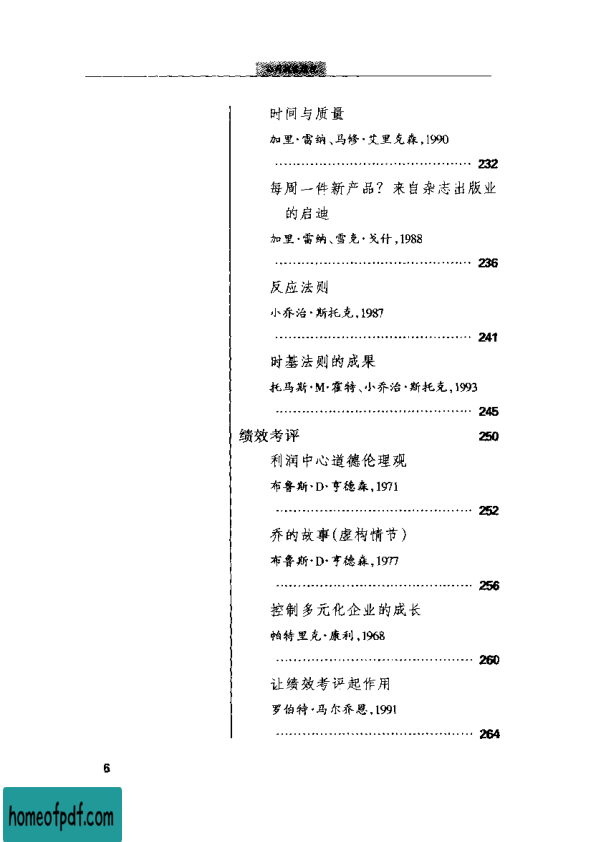 时间与质量
加里·雷纳、马修·艾里克森,1990
…………………………………… 232
每周一件新产品？来自杂志出版业
的启迪
加里·雷纳、雪克·戈什,1988
…………………………………… 236
反应法则
小乔治·斯托克,1987
…………………………………… 241
时基法则的成果
托马斯·M·霍特、小乔治·斯托克,1993
…………………………………… 245
绩效考评 250
利润中心道德伦理观
布鲁斯·D·亨德森,1971
…………………………………… 252
乔的故事(虚构情节)
布鲁斯·D·亨德森,1977
…………………………………… 256
控制多元化企业的成长
帕特里克·康利,1968
…………………………………… 260
让绩效考评起作用
罗伯特·马尔乔恩,1991
…………………………………… 264
6
homeofpdf.com